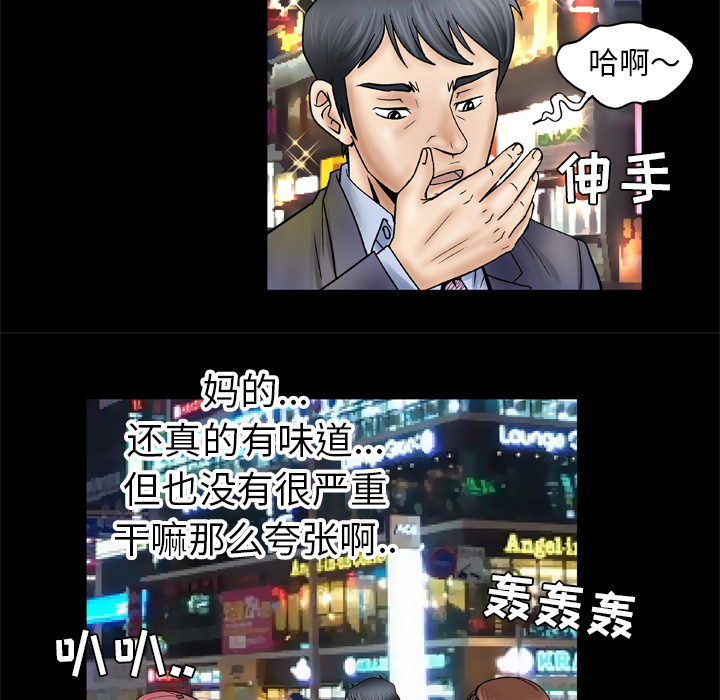 哈啊～
伸手
妈的...
还真的有味道...
但也没有很严重
干嘛那么夸张啊..
Lounge
Angel-in
轰轰轰
叭叭..
KRA